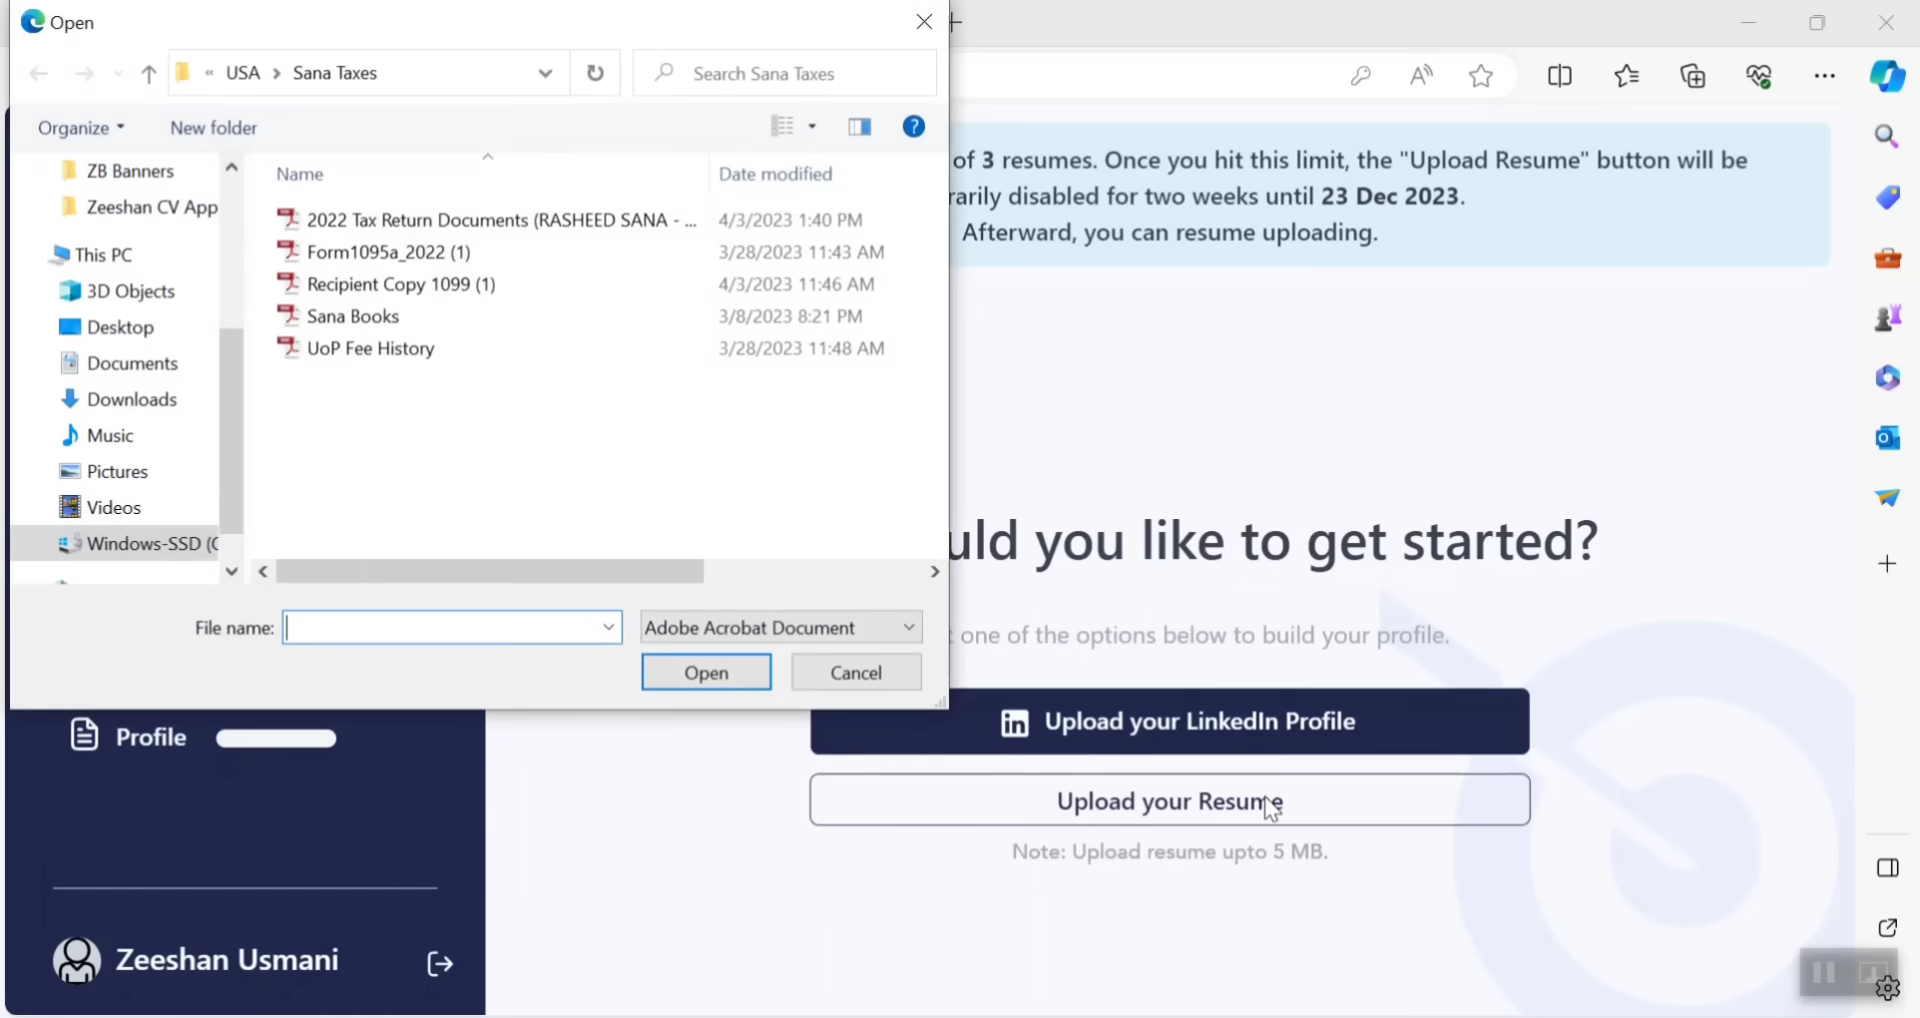 Open
« USA > Sana Taxes
Search Sana Taxes
Organize
New folder
ZB Banners
Zeeshan CV App
This PC
3D Objects
Desktop
Documents
Downloads
Music
Pictures
Videos
Windows-SSD (C
Name
Date modified
2022 Tax Return Documents (RASHEED SANA - ...
4/3/2023 1:40 PM
Form1095a_2022 (1)
3/28/2023 11:43 AM
Recipient Copy 1099 (1)
4/3/2023 11:46 AM
Sana Books
3/8/2023 8:21 PM
UoP Fee History
3/28/2023 11:48 AM
File name:
Adobe Acrobat Document
Open
Cancel
of 3 resumes. Once you hit this limit, the "Upload Resume" button will be
rarily disabled for two weeks until 23 Dec 2023.
Afterward, you can resume uploading.
uld you like to get started?
one of the options below to build your profile.
Upload your LinkedIn Profile
Upload your Resume
Note: Upload resume upto 5 MB.
Profile
Zeeshan Usmani